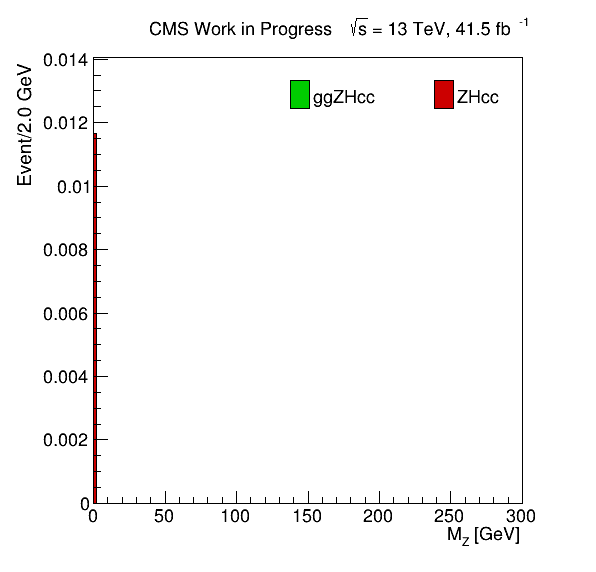 CMS Work in Progress √s = 13 TeV, 41.5 fb -1
Event/2.0 GeV
ggZHcc ZHcc
0.014
0.012
0.01
0.008
0.006
0.004
0.002
0
0 50 100 150 200 250 300
MZ [GeV]